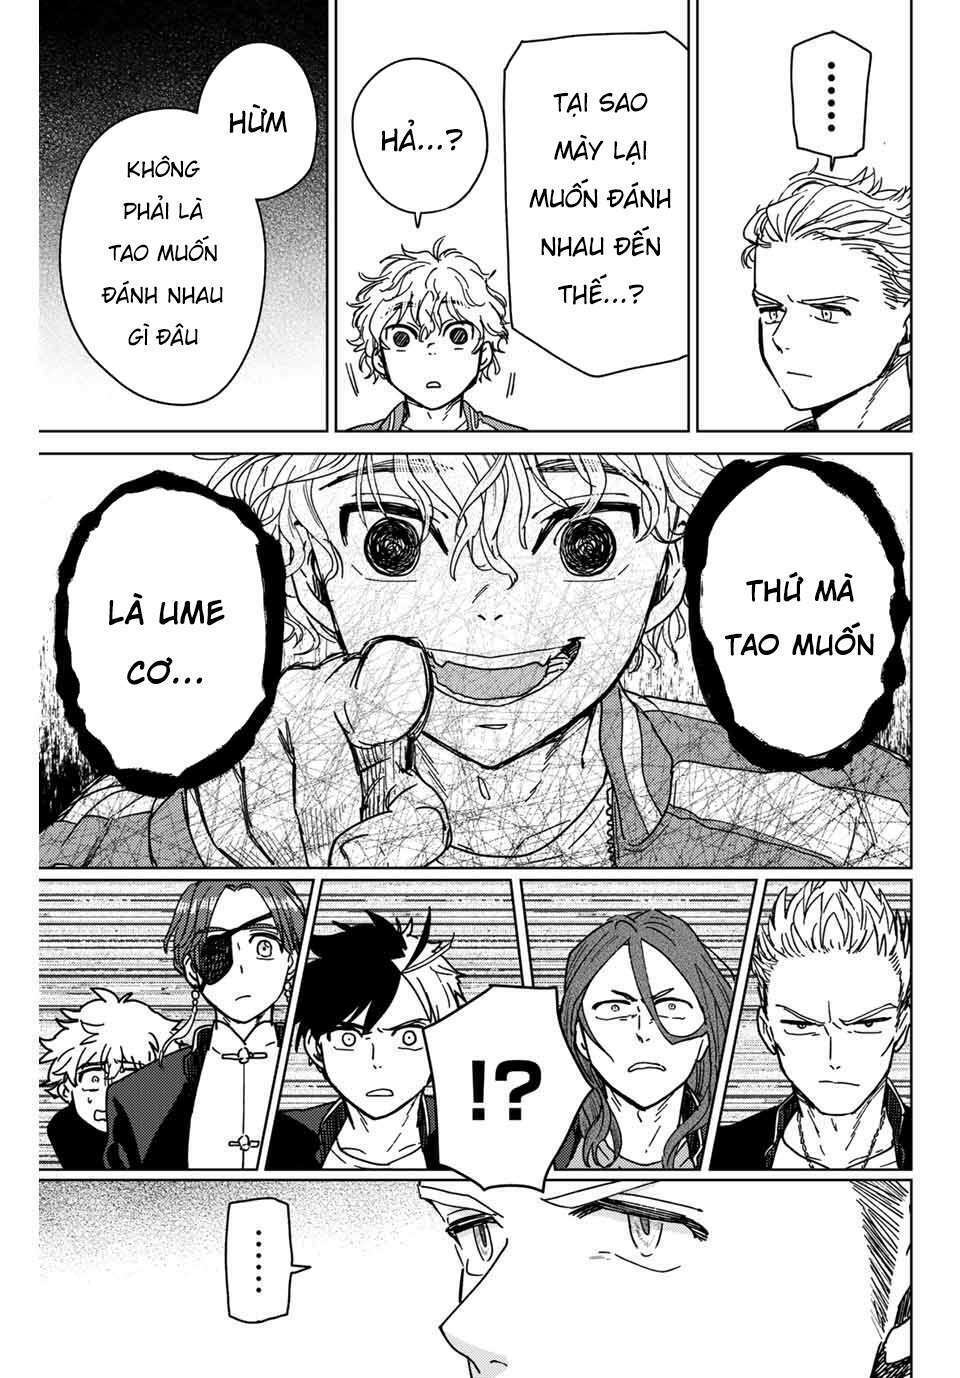 ......
TẠI SAO
MÀY LẠI
MUỐN ĐÁNH
NHAU ĐẾN
THẾ...?
HẢ...?
HỪM
KHÔNG
PHẢI LÀ
TAO MUỐN
ĐÁNH NHAU
GÌ ĐÂU
THỨ MÀ
TAO MUỐN
LÀ UME
CƠ...
!?
......